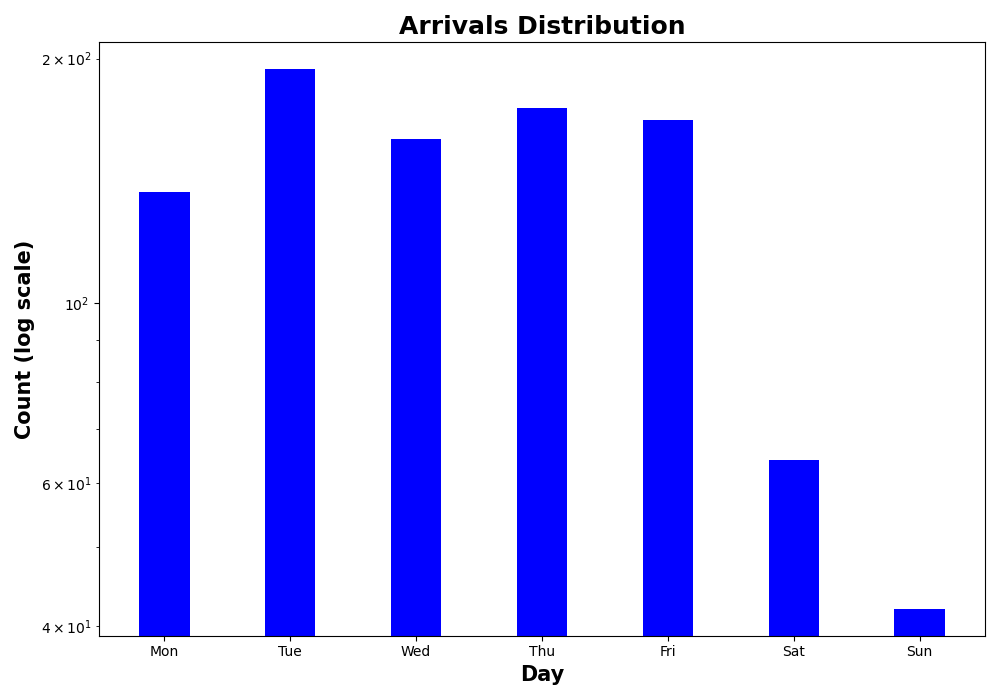 Arrivals Distribution
Count (log scale)
2 × 10²
10²
6 × 10¹
4 × 10¹
Mon Tue Wed Thu Fri Sat Sun
Day